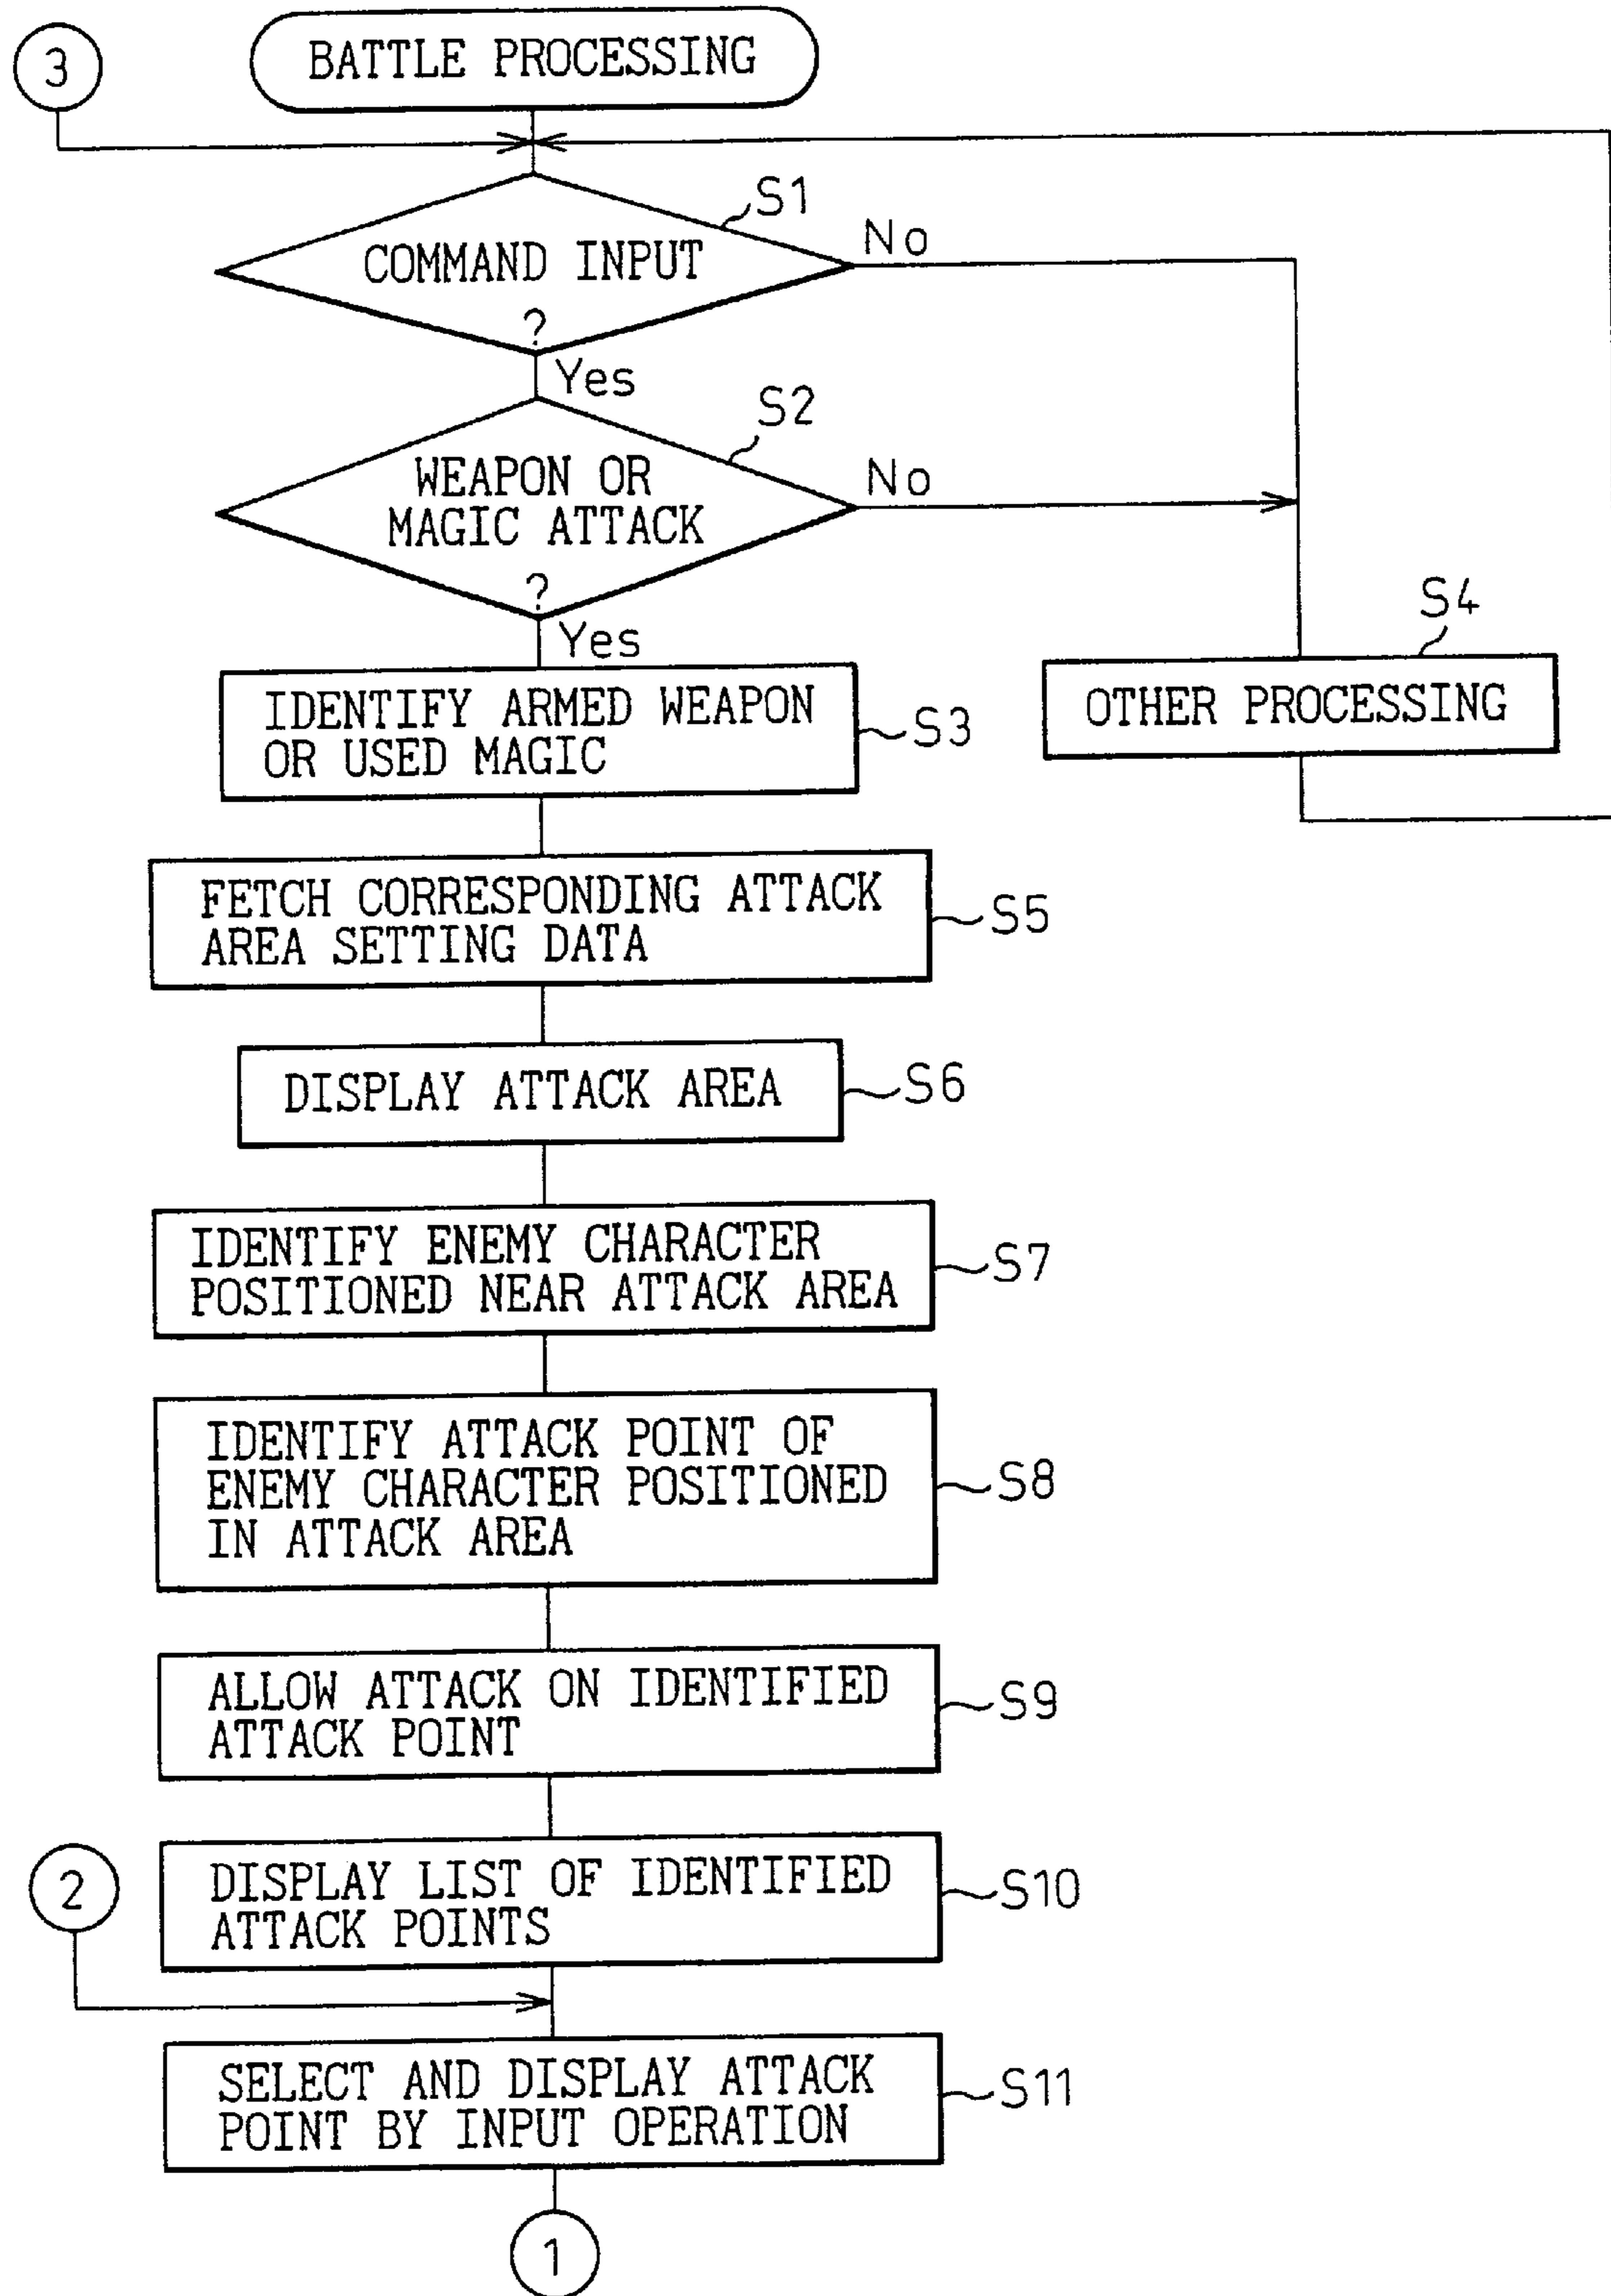 3
BATTLE PROCESSING
S1
No
COMMAND INPUT
?
Yes
S2
No
WEAPON OR
MAGIC ATTACK
?
Yes
S4
OTHER PROCESSING
IDENTIFY ARMED WEAPON
OR USED MAGIC
S3
FETCH CORRESPONDING ATTACK
AREA SETTING DATA
S5
DISPLAY ATTACK AREA
S6
IDENTIFY ENEMY CHARACTER
POSITIONED NEAR ATTACK AREA
S7
IDENTIFY ATTACK POINT OF
ENEMY CHARACTER POSITIONED
IN ATTACK AREA
S8
ALLOW ATTACK ON IDENTIFIED
ATTACK POINT
S9
2
DISPLAY LIST OF IDENTIFIED
ATTACK POINTS
S10
SELECT AND DISPLAY ATTACK
POINT BY INPUT OPERATION
S11
1